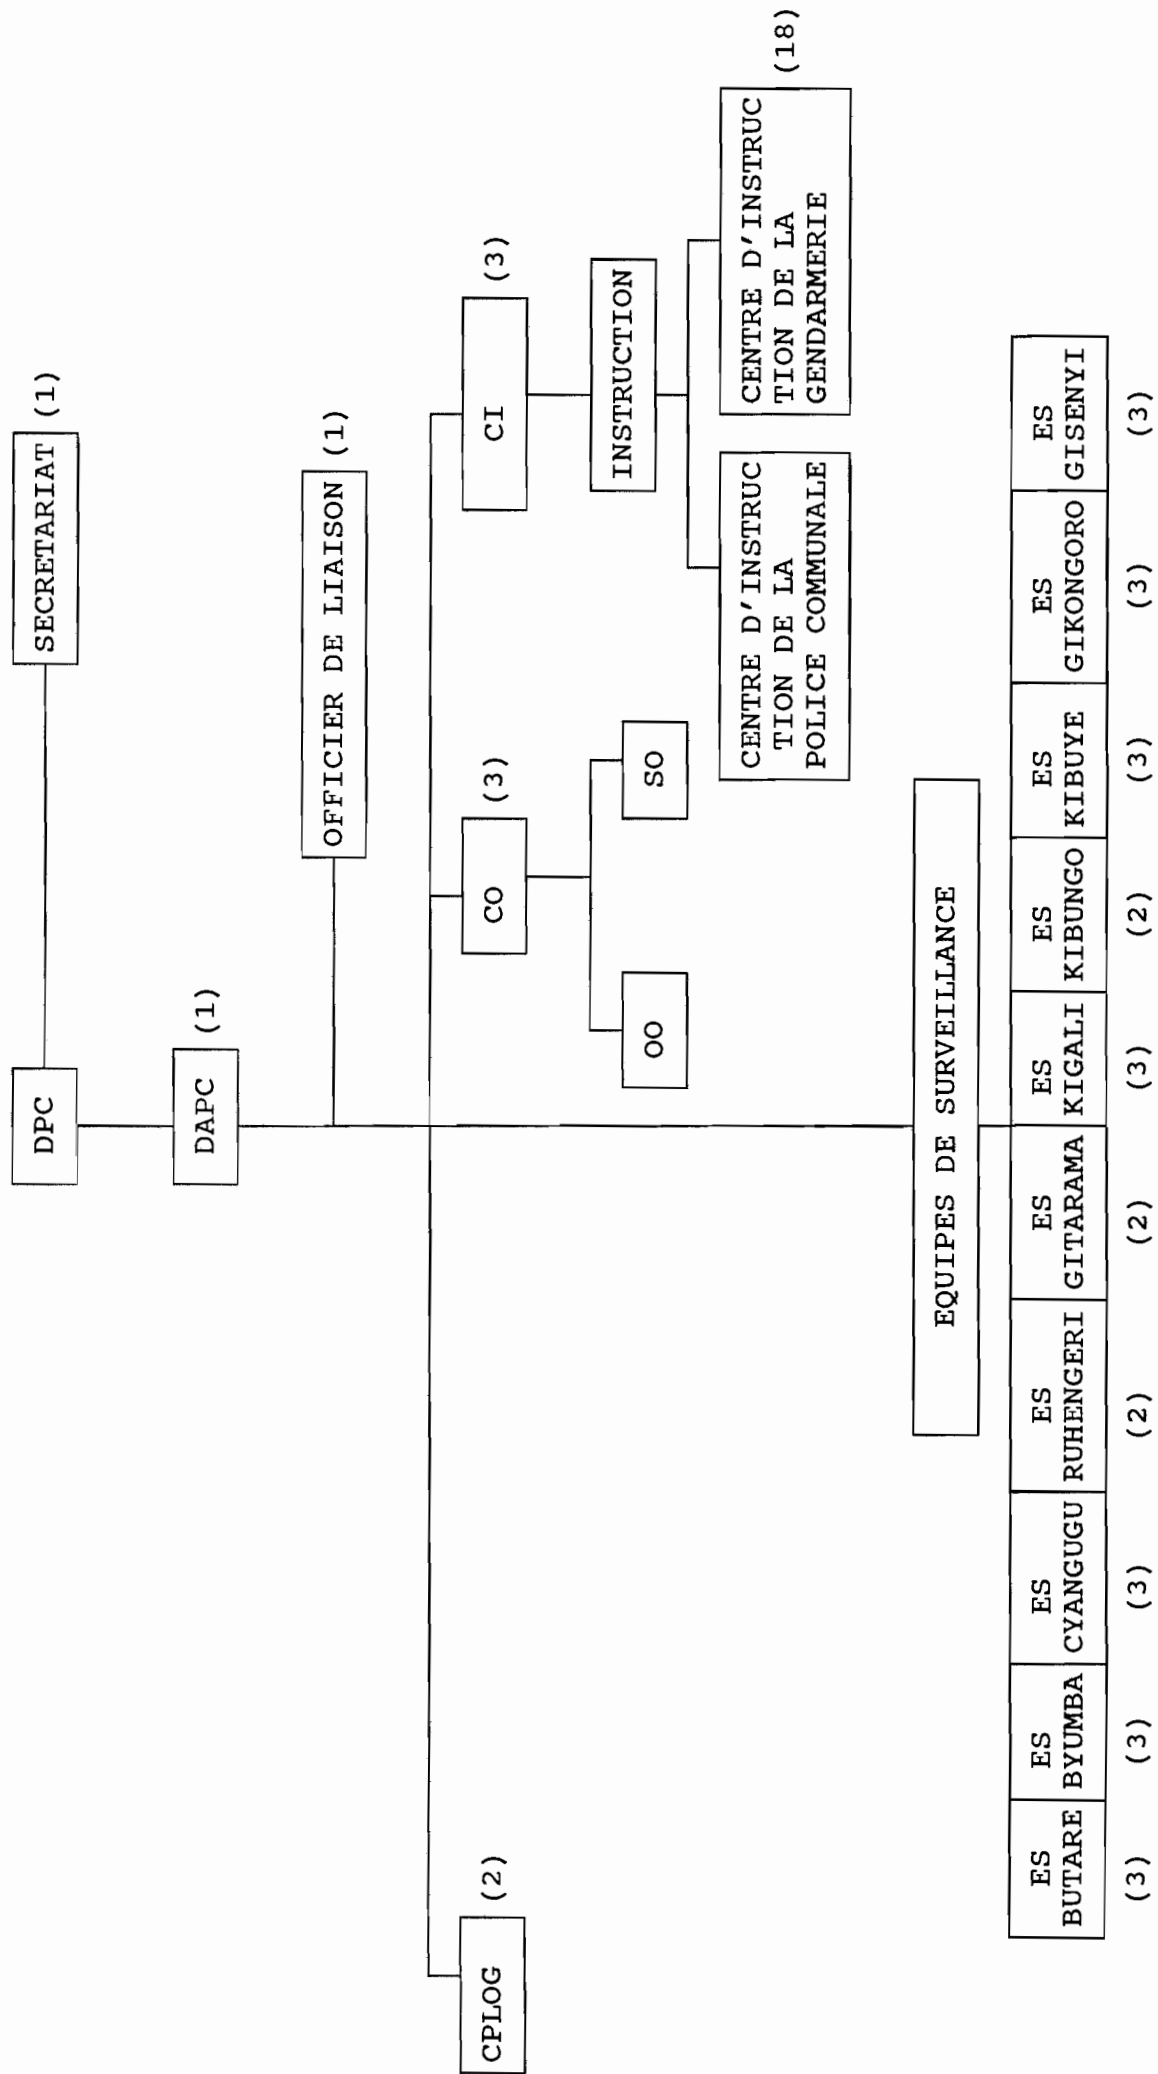 DPC
SECRETARIAT (1)
DAPC (1)
OFFICIER DE LIAISON (1)
CPLOG (2)
CO (3)
CI (3)
OO
SO
INSTRUCTION
CENTRE D'INSTRUC
TION DE LA
POLICE COMMUNALE
CENTRE D'INSTRUC
TION DE LA
GENDARMERIE
(18)
EQUIPES DE SURVEILLANCE
ES
BUTARE
(3)
ES
BYUMBA
(3)
ES
CYANGUGU
(3)
ES
RUHENGERI
(2)
ES
GITARAMA
(2)
ES
KIGALI
(3)
ES
KIBUNGO
(2)
ES
KIBUYE
(3)
ES
GIKONGORO
(3)
ES
GISENYI
(3)